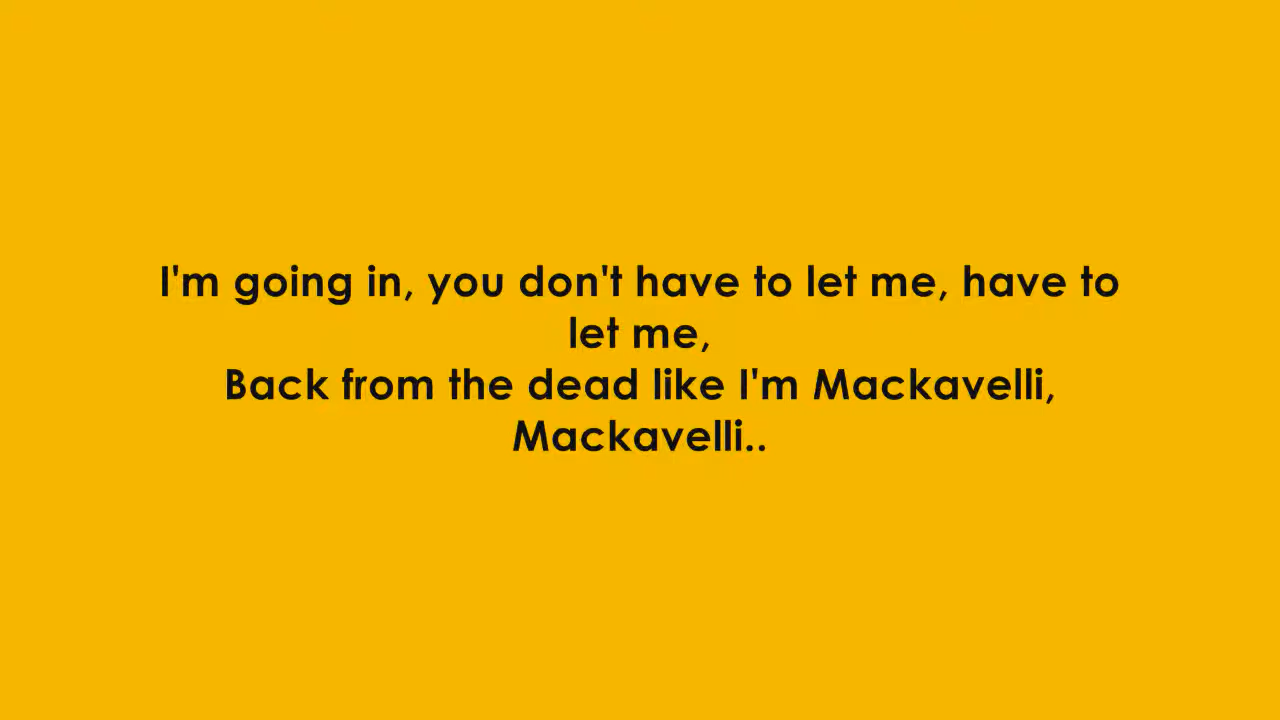 I'm going in, you don't have to let me, have to
let me,
Back from the dead like I'm Mackavelli,
Mackavelli..